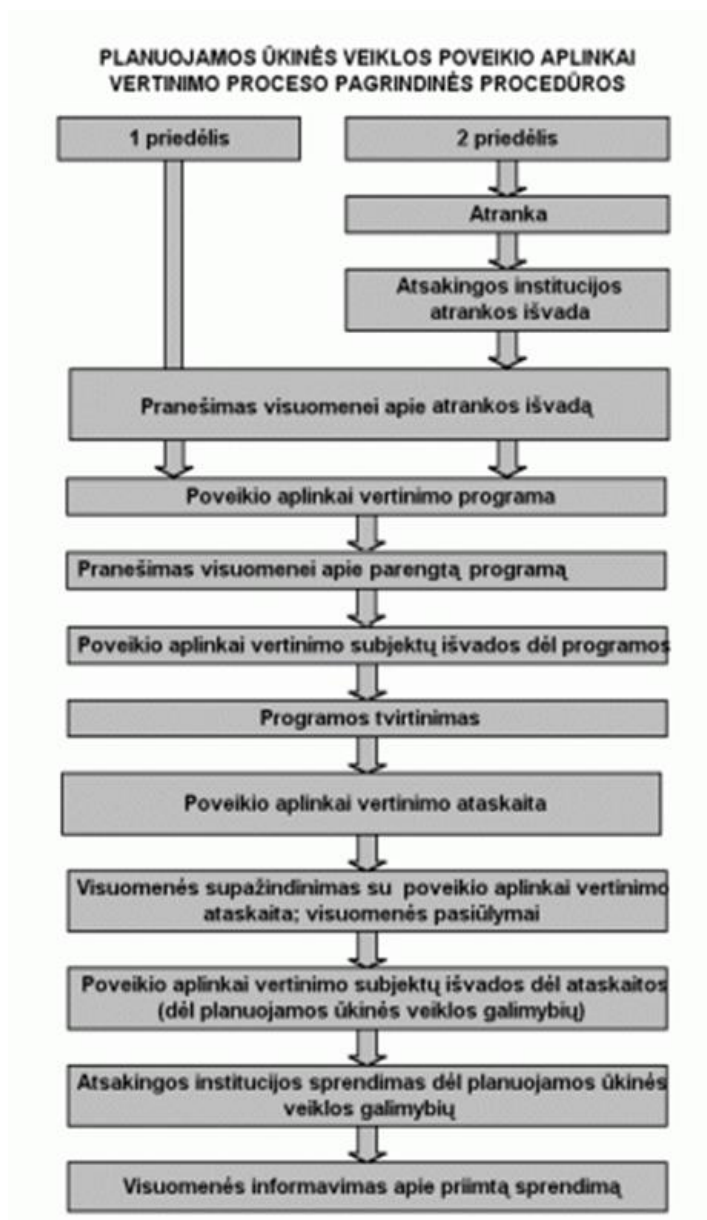 PLANUOJAMOS ŪKINĖS VEIKLOS POVEIKIO APLINKAI
VERTINIMO PROCESO PAGRINDINĖS PROCEDŪROS
1 priedėlis
2 priedėlis
Atranka
Atsakingos institucijos
atrankos išvada
Pranešimas visuomenei apie atrankos išvadą
Poveikio aplinkai vertinimo programa
Pranešimas visuomenei apie parengtą programą
Poveikio aplinkai vertinimo subjektų išvados dėl programos
Programos tvirtinimas
Poveikio aplinkai vertinimo ataskaita
Visuomenės supažindinimas su poveikio aplinkai vertinimo
ataskaita; visuomenės pasiūlymai
Poveikio aplinkai vertinimo subjektų išvados dėl ataskaitos
(dėl planuojamos ūkinės veiklos galimybių)
Atsakingos institucijos sprendimas dėl planuojamos ūkinės
veiklos galimybių
Visuomenės informavimas apie priimtą sprendimą